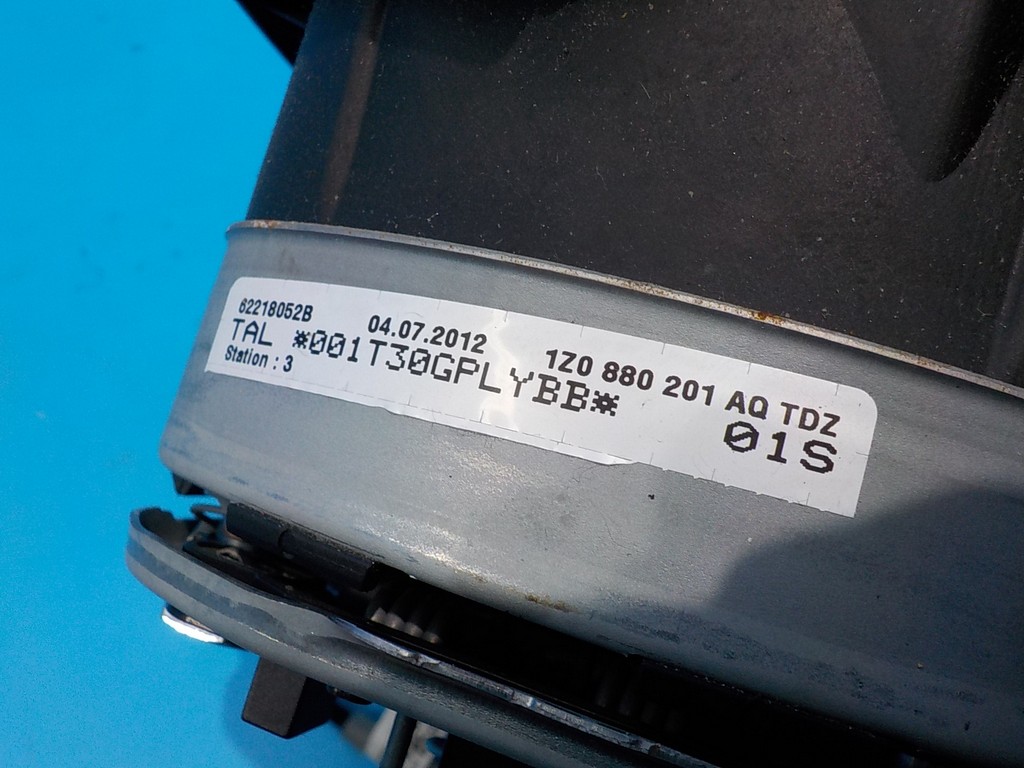 62218052B 04.07.2012 1Z0 880 201 AQ TDZ
TAL *001T30GPLYBB* 01S
Station : 3